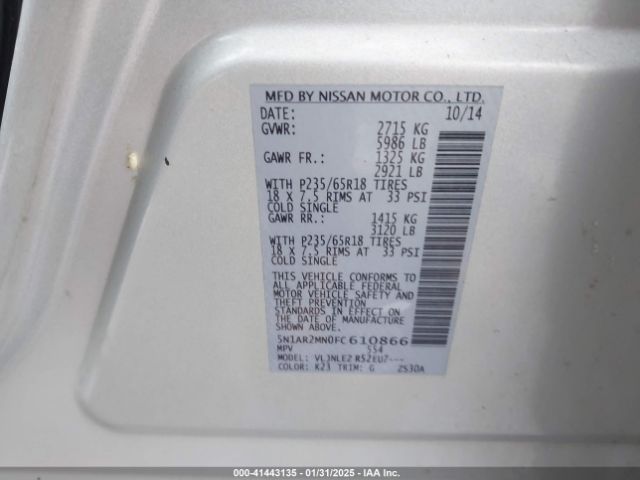 MFD BY NISSAN MOTOR CO., LTD.
DATE: 10/14
GVWR: 2715 KG
5986 LB
GAWR FR.: 1325 KG
2921 LB
WITH P235/65R18 TIRES
18 X 7.5 RIMS AT 33 PSI
COLD SINGLE
GAWR RR.: 1415 KG
3120 LB
WITH P235/65R18 TIRES
18 X 7.5 RIMS AT 33 PSI
COLD SINGLE
THIS VEHICLE CONFORMS TO
ALL APPLICABLE FEDERAL
MOTOR VEHICLE SAFETY AND
THEFT PREVENTION
STANDARDS IN EFFECT ON
THE DATE OF MANUFACTURE
SHOWN ABOVE.
5N1AR2MN0FC610866
MPV 554
MODEL: R52EU2---
COLOR: K23 TRIM: G 2530A
000-41443135 - 01/31/2025 - IAA Inc.